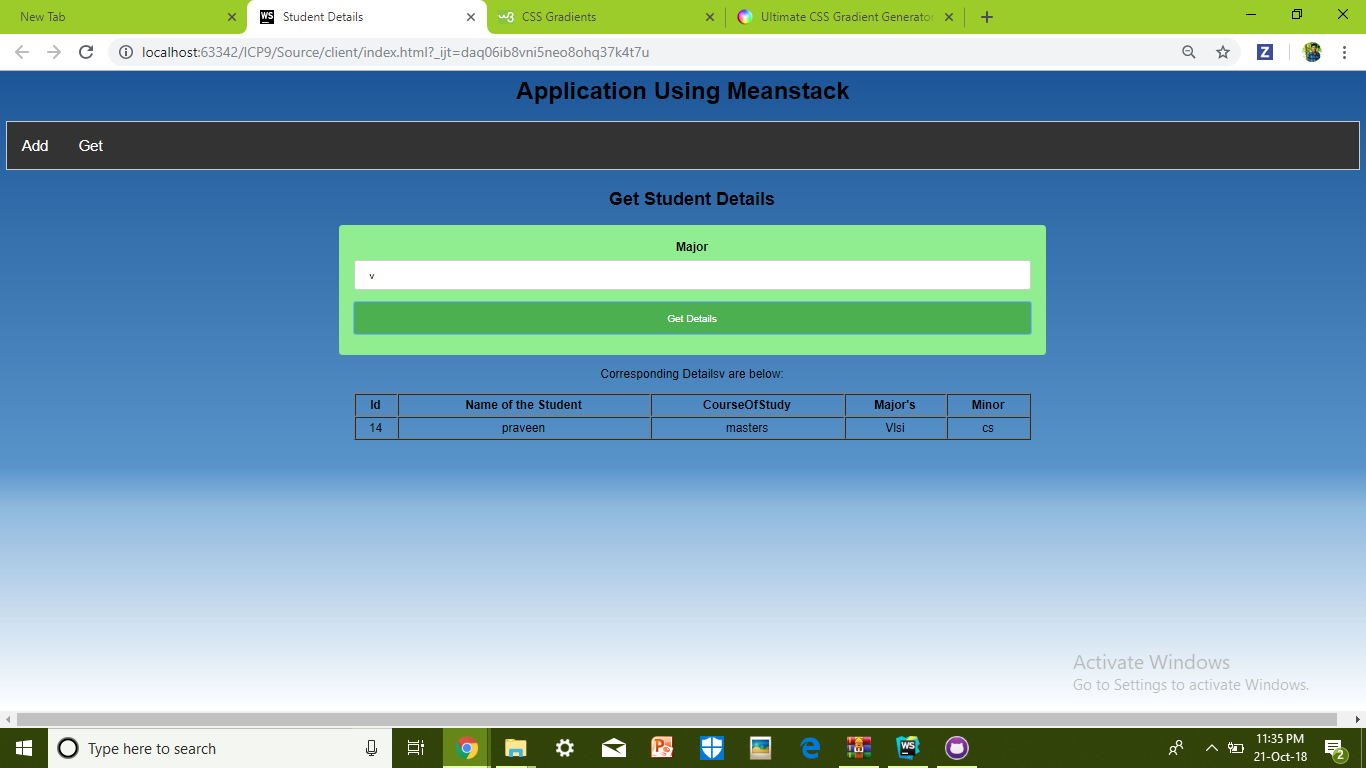 New Tab
WS Student Details
w3 CSS Gradients
Ultimate CSS Gradient Generator
localhost:63342/ICP9/Source/client/index.html?_ijt=daq06ib8vni5neo8ohq37k4t7u
Z
Application Using Meanstack
Add Get
Get Student Details
Major
v
Get Details
Corresponding Detailsv are below:
Id Name of the Student CourseOfStudy Major's Minor
14 praveen masters Vlsi cs
Activate Windows
Go to Settings to activate Windows.
Type here to search
WS
11:35 PM
21-Oct-18
2